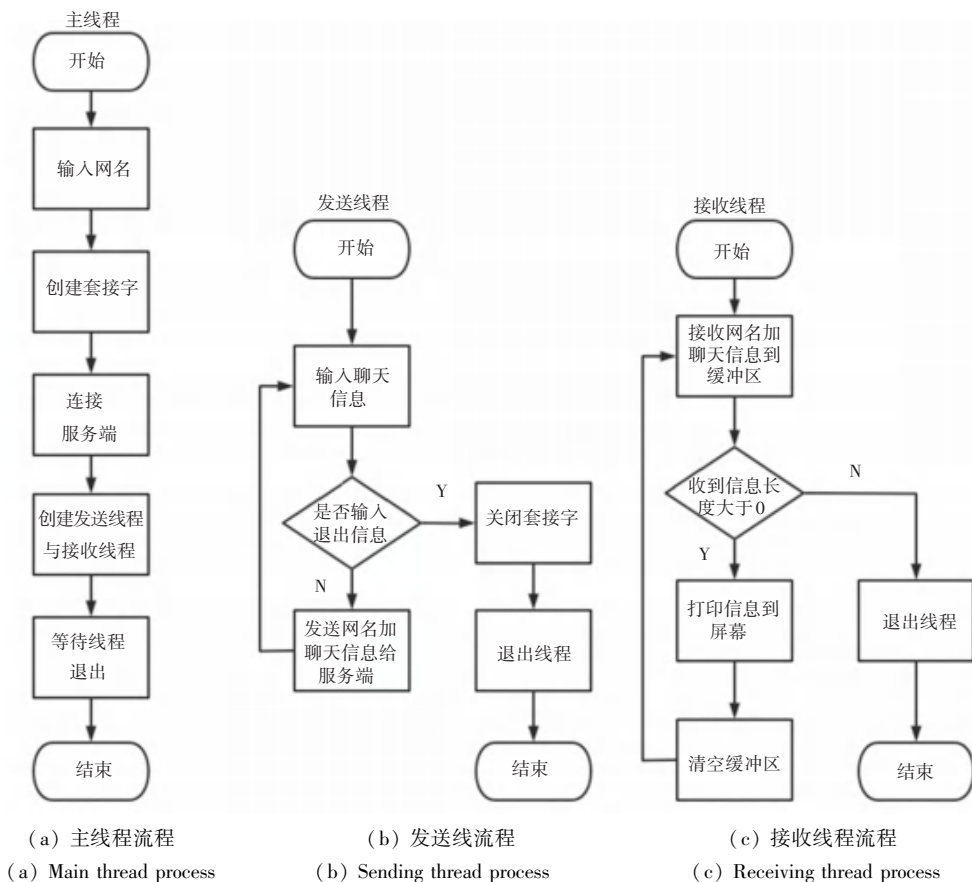 主线程
开始
输入网名
创建套接字
连接
服务端
创建发送线程
与接收线程
等待线程
退出
结束
发送线程
开始
输入聊天
信息
是否输入
退出信息
Y
N
关闭套接字
发送网名加
聊天信息给
服务端
退出线程
结束
接收线程
开始
接收网名加
聊天信息到
缓冲区
收到信息长
度大于0
N
Y
打印信息到
屏幕
退出线程
清空缓冲区
结束
(a) 主线程流程
(b) 发送线流程
(c) 接收线程流程
(a) Main thread process
(b) Sending thread process
(c) Receiving thread process